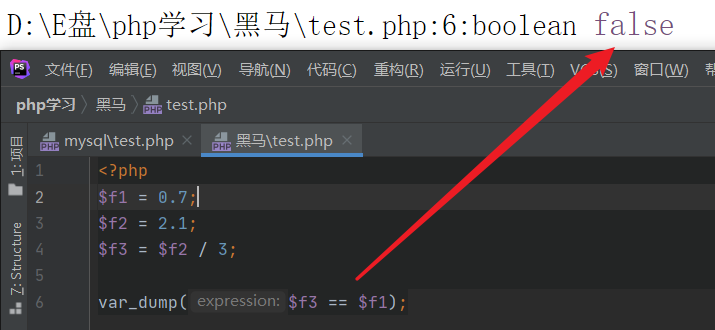 D:\E盘\php学习\黑马\test.php:6:boolean false
PS 文件(F) 编辑(E) 视图(V) 导航(N) 代码(C) 重构(R) 运行(U) 工具(T) VCS(S) 窗口(W)
php学习 〉 黑马 〉 test.php
mysql\test.php × 黑马\test.php ×
1: 项目
Z: Structure
1 <?php
2 $f1 = 0.7;
3 $f2 = 2.1;
4 $f3 = $f2 / 3;
5
6 var_dump( expression: $f3 == $f1);